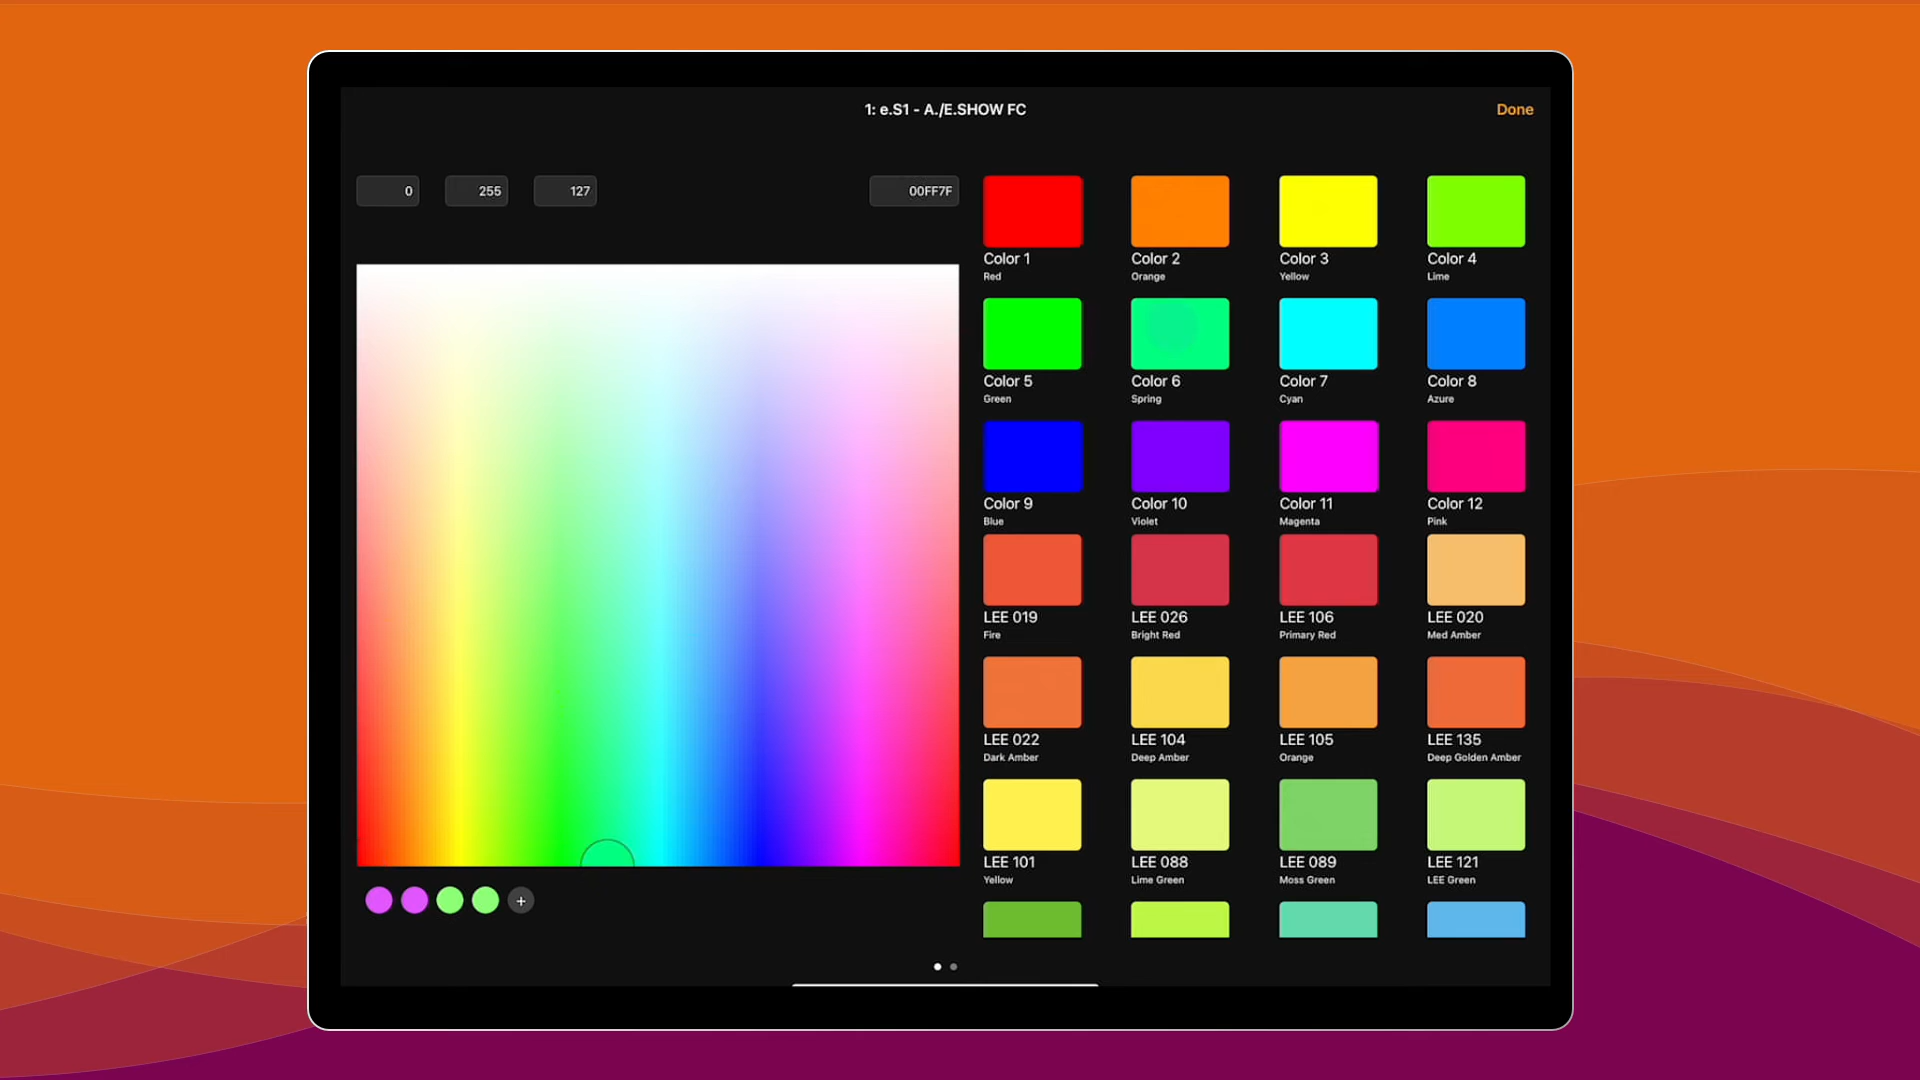 1: e.S1 - A./E.SHOW FC
Done
0 255 127 00FF7F
Color 1 Color 2 Color 3 Color 4
Red Orange Yellow Lime
Color 5 Color 6 Color 7 Color 8
Green Spring Cyan Azure
Color 9 Color 10 Color 11 Color 12
Blue Violet Magenta Pink
LEE 019 LEE 026 LEE 106 LEE 020
Fire Bright Red Primary Red Med Amber
LEE 022 LEE 104 LEE 105 LEE 135
Dark Amber Deep Amber Orange Deep Golden Amber
LEE 101 LEE 088 LEE 089 LEE 121
Yellow Lime Green Moss Green LEE Green
+